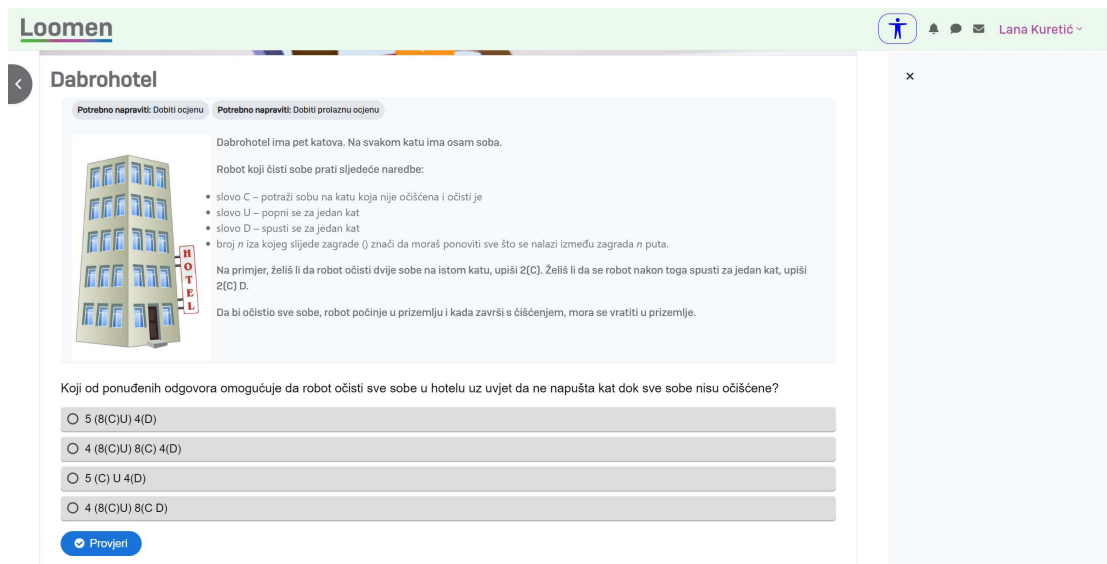 Loomen
Lana Kuretić
Dabrohotel
Potrebno napraviti: Dobiti ocjenu Potrebno napraviti: Dobiti prolaznu ocjenu
Dabrohotel ima pet katova. Na svakom katu ima osam soba.
Robot koji čisti sobe prati sljedeće naredbe:
slovo C – potraži sobu na katu koja nije očišćena i očisti je
slovo U – popni se za jedan kat
slovo D – spusti se za jedan kat
broj n iza kojeg slijede zagrade () znači da moraš ponoviti sve što se nalazi između zagrada n puta.
Na primjer, želiš li da robot očisti dvije sobe na istom katu, upiši 2(C). Želiš li da se robot nakon toga spusti za jedan kat, upiši
2(C) D.
Da bi očistio sve sobe, robot počinje u prizemlju i kada završi s čišćenjem, mora se vratiti u prizemlje.
HOTEL
Koji od ponuđenih odgovora omogućuje da robot očisti sve sobe u hotelu uz uvjet da ne napušta kat dok sve sobe nisu očišćene?
5 (8(C)U) 4(D)
4 (8(C)U) 8(C) 4(D)
5 (C) U 4(D)
4 (8(C)U) 8(C D)
Provjeri